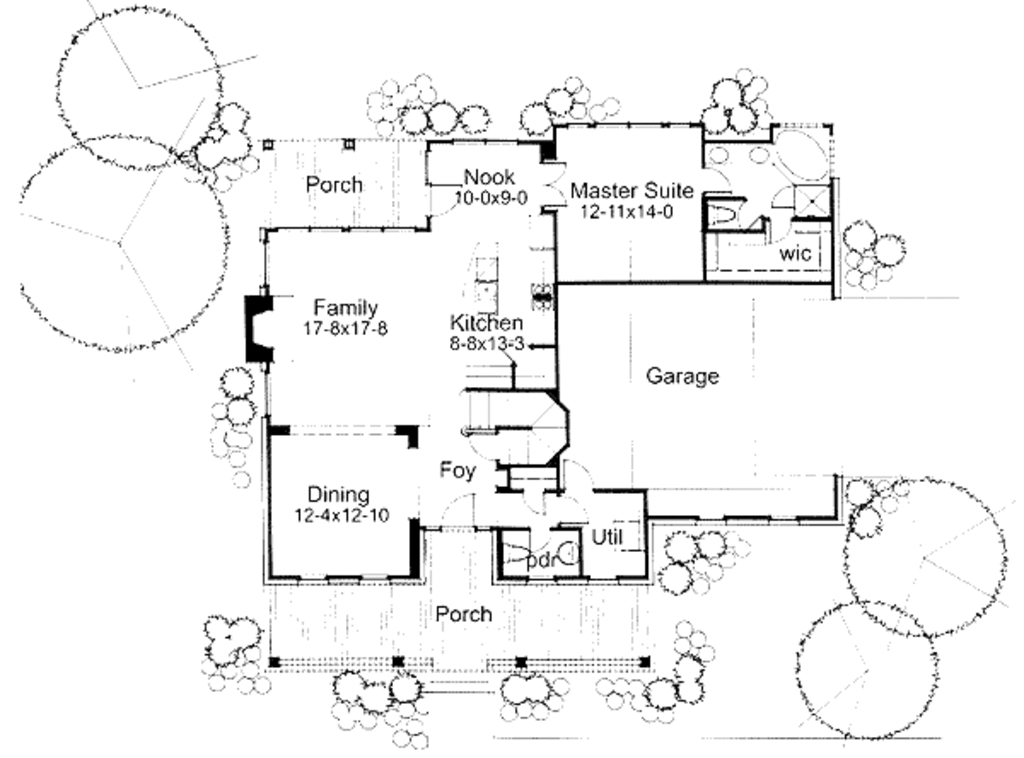 Porch
Nook
10-0x9-0
Master Suite
12-11x14-0
wic
Family
17-8x17-8
Kitchen
8-8x13-3
Garage
Foy
Dining
12-4x12-10
Util
pdr
Porch